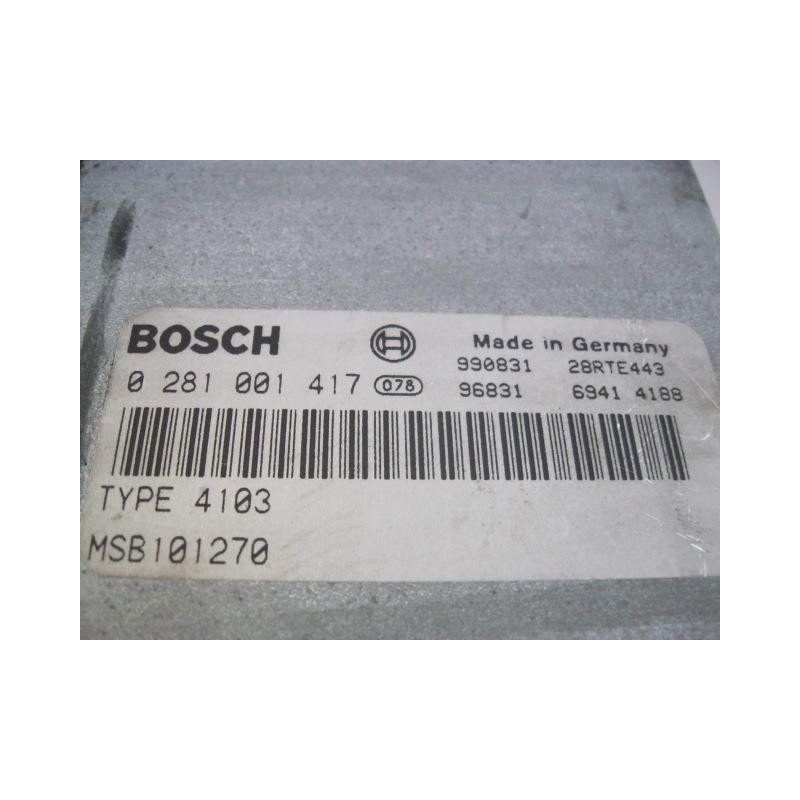 BOSCH Made in Germany
990831 28RTE443
0 281 001 417 078 96831 6941 4188
TYPE 4103
MSB101270